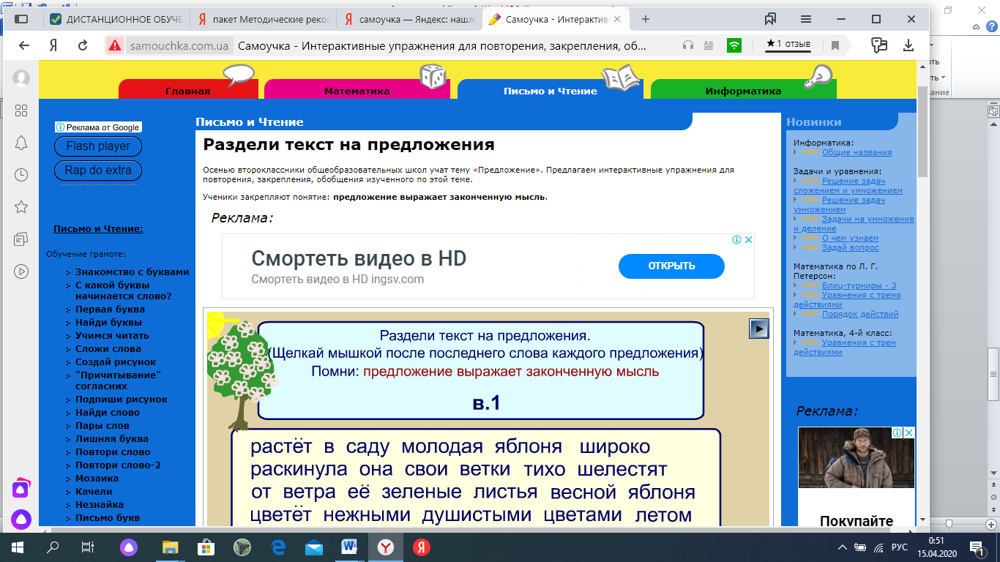 ДИСТАНЦИОННОЕ ОБУЧЕ
пакет Методические реко
самоучка — Яндекс: нашло
Самоучка - Интерактивн
samouchka.com.ua Самоучка - Интерактивные упражнения для повторения, закрепления, об...
★1 отзыв
Главная
Математика
Письмо и Чтение
Информатика
Реклама от Google
Flash player
Rap do extra
Письмо и Чтение:
Обучение грамоте:
Знакомство с буквами
С какой буквы
начинается слово?
Первая буква
Найди буквы
Учимся читать
Сложи слова
Создай рисунок
"Причитывание"
согласних
Подпиши рисунок
Найди слово
Пары слов
Лишняя буква
Повтори слово
Повтори слово-2
Мозаика
Качели
Незнайка
Письмо букв
Письмо и Чтение
Раздели текст на предложения
Осенью второклассники общеобразовательных школ учат тему «Предложение». Предлагаем интерактивные упражнения для
повторения, закрепления, обобщения изученного по этой теме.
Ученики закрепляют понятие: предложение выражает законченную мысль.
Реклама:
Смортеть видео в HD
Смортеть видео в HD ingsv.com
ОТКРЫТЬ
Раздели текст на предложения.
(Щелкай мышкой после последнего слова каждого предложения)
Помни: предложение выражает законченную мысль
в.1
растёт в саду молодая яблоня широко
раскинула она свои ветки тихо шелестят
от ветра её зеленые листья весной яблоня
цветёт нежными душистыми цветами летом
Новинки
Информатика:
Общие названия
Задачи и уравнения:
Решение задач
сложением и умножением
Решение задач
умножением
Задачи на умножение
и деление
О чем узнаем
Задай вопрос
Математика по Л. Г.
Петерсон:
Блиц-турниры - 3
Уравнения с тремя
действиями
Порядок действий
Математика, 4-й класс:
Уравнения с трем
действиями
Реклама:
Покупайте
РУС
0:51
15.04.2020